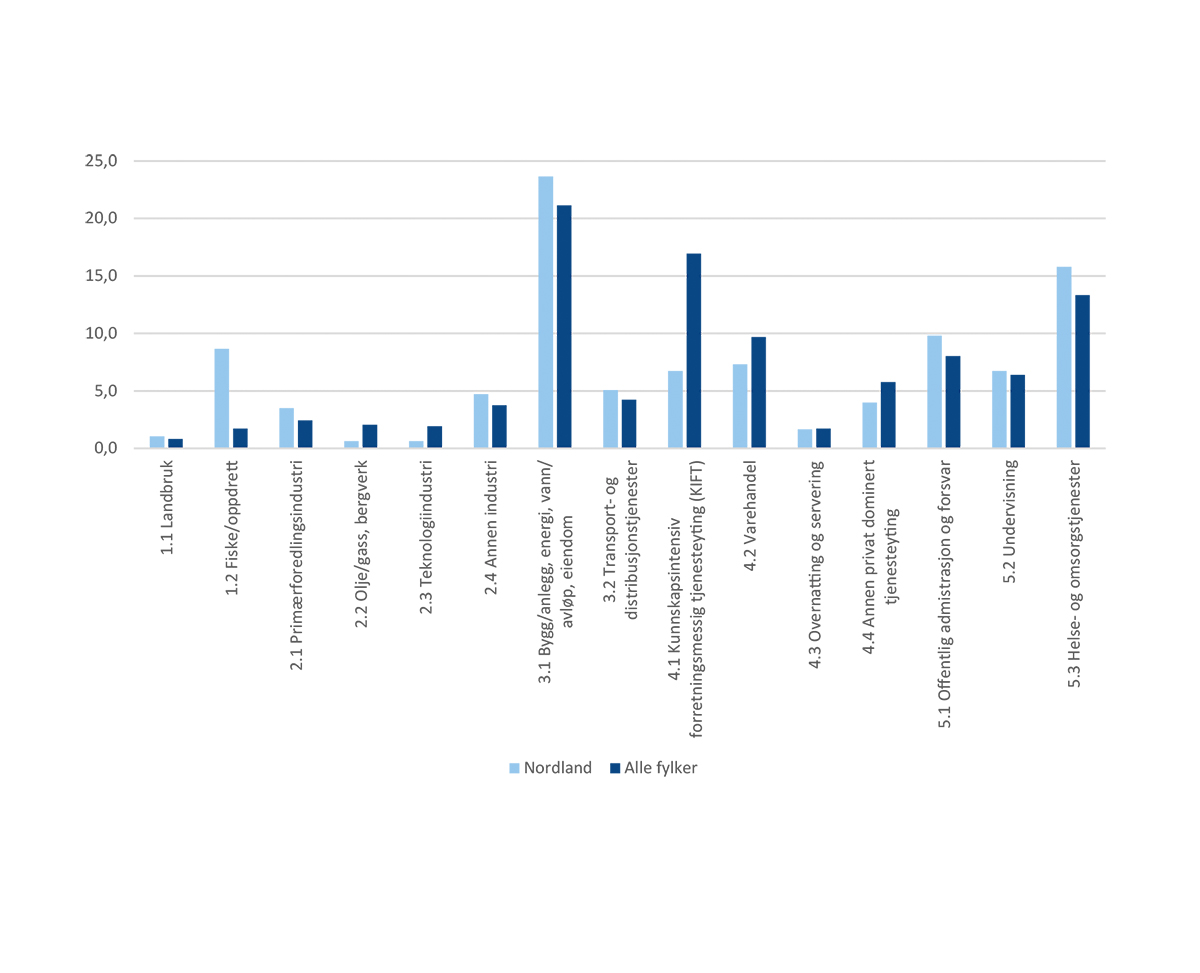 25,0
20,0
15,0
10,0
5,0
0,0
1.1 Landbruk
1.2 Fiske/oppdrett
2.1 Primærforedlingsindustri
2.2 Olje/gass, bergverk
2.3 Teknologiindustri
2.4 Annen industri
3.1 Bygg/anlegg, energi, vann/
avløp, eiendom
3.2 Transport- og
distribusjonstjenester
4.1 Kunnskapsintensiv
forretningsmessig tjenesteyting (KIFT)
4.2 Varehandel
4.3 Overnatting og servering
4.4 Annen privat dominert
tjenesteyting
5.1 Offentlig admistrasjon og forsvar
5.2 Undervisning
5.3 Helse- og omsorgstjenester
Nordland Alle fylker